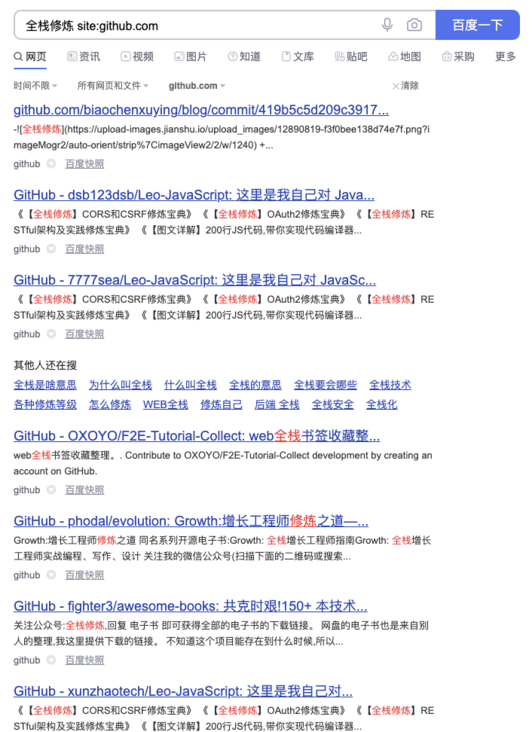 全栈修炼 site:github.com
百度一下
网页 资讯 视频 图片 知道 文库 贴吧 地图 采购 更多
时间不限 所有网页和文件 github.com 清除
github.com/biaochenxuying/blog/commit/419b5c5d209c3917...
-![全栈修炼](https://upload-images.jianshu.io/upload_images/12890819-f3f0bee138d74e7f.png?i
mageMogr2/auto-orient/strip%7CimageView2/2/w/1240) +...
github 百度快照
GitHub - dsb123dsb/Leo-JavaScript: 这里是我自己对 Java...
《【全栈修炼】CORS和CSRF修炼宝典》 《【全栈修炼】OAuth2修炼宝典》 《【全栈修炼】RE
STful架构及实践修炼宝典》 《【图文详解】200行JS代码,带你实现代码编译器...
github 百度快照
GitHub - 7777sea/Leo-JavaScript: 这里是我自己对 JavaSc...
《【全栈修炼】CORS和CSRF修炼宝典》 《【全栈修炼】OAuth2修炼宝典》 《【全栈修炼】RE
STful架构及实践修炼宝典》 《【图文详解】200行JS代码,带你实现代码编译器...
github 百度快照
其他人还在搜
全栈是啥意思 为什么叫全栈 什么叫全栈 全栈的意思 全栈要会哪些 全栈技术
各种修炼等级 怎么修炼 WEB全栈 修炼自己 后端 全栈 全栈安全 全栈化
GitHub - OXOYO/F2E-Tutorial-Collect: web全栈书签收藏整...
web全栈书签收藏整理。. Contribute to OXOYO/F2E-Tutorial-Collect development by creating an
account on GitHub.
github 百度快照
GitHub - phodal/evolution: Growth:增长工程师修炼之道—...
Growth:增长工程师修炼之道 同名系列开源电子书:Growth: 全栈增长工程师指南Growth: 全栈增长
工程师实战编程、写作、设计 关注我的微信公众号(扫描下面的二维码或搜索...
github 百度快照
GitHub - fighter3/awesome-books: 共克时艰!150+ 本技术...
关注公众号:全栈修炼,回复 电子书 即可获得全部的电子书的下载链接。 网盘的电子书也是来自别
人的整理,我这里提供下载的链接。 不知道这个项目能存在到什么时候,所以...
github 百度快照
GitHub - xunzhaotech/Leo-JavaScript: 这里是我自己对...
《【全栈修炼】CORS和CSRF修炼宝典》 《【全栈修炼】OAuth2修炼宝典》 《【全栈修炼】RE
STful架构及实践修炼宝典》 《【图文详解】200行JS代码,带你实现代码编译器...